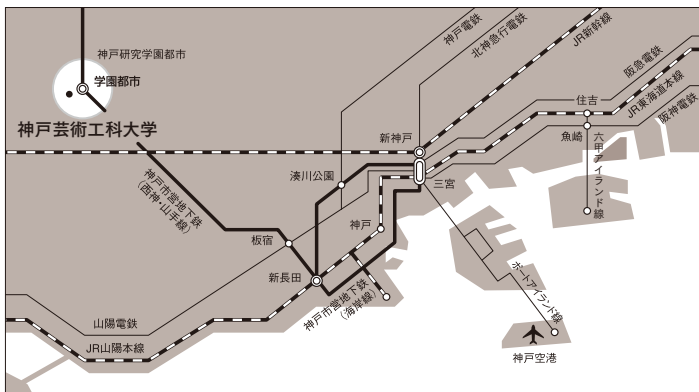 神戸電鉄
北神急行電鉄
JR新幹線
神戸研究学園都市
学園都市
阪急電鉄
JR東海道本線
阪神電鉄
住吉
神戸芸術工科大学
新神戸
魚崎
六甲アイランド線
湊川公園
三宮
神戸市営地下鉄
(西神・山手線)
神戸
板宿
新長田
ポートアイランド線
神戸市営地下鉄
(海岸線)
山陽電鉄
JR山陽本線
神戸空港